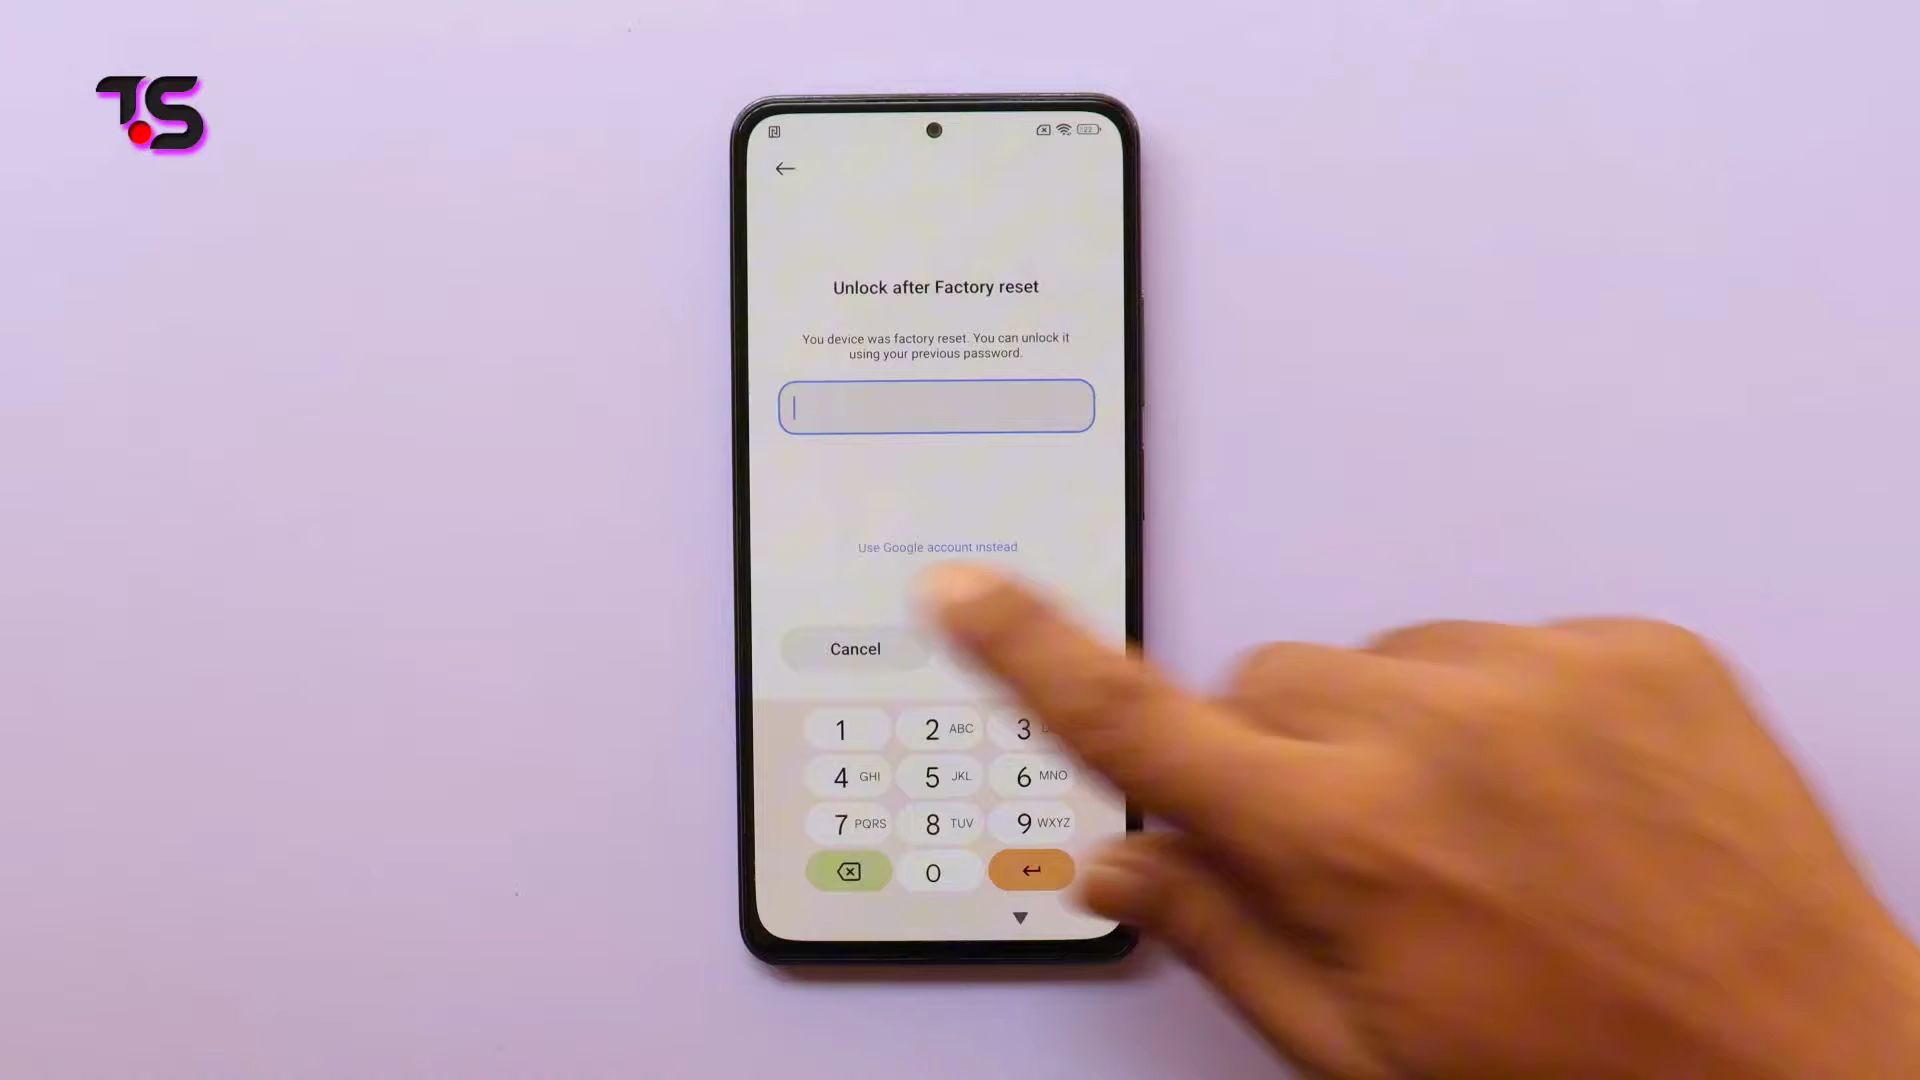 TS
Unlock after Factory reset
You device was factory reset. You can unlock it
using your previous password.
Use Google account instead
Cancel
1 2 ABC 3
4 GHI 5 JKL 6 MNO
7 PQRS 8 TUV 9 WXYZ
0